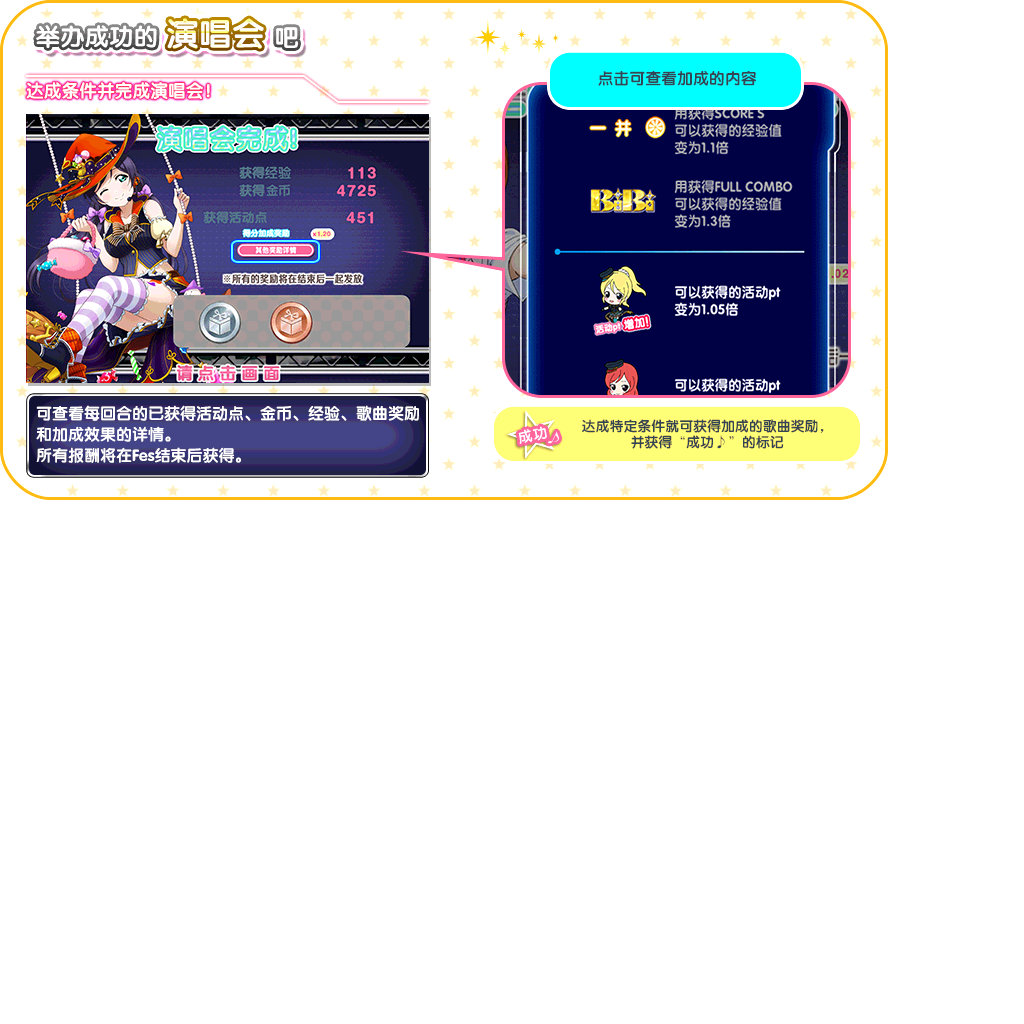 举办成功的 演唱会 吧
达成条件并完成演唱会!
演唱会完成!
获得经验 113
获得金币 4725
获得活动点 451
得分加成奖励 ×1.20
其他奖励详情
※所有的奖励将在结束后一起发放
请点击画面
可查看每回合的已获得活动点、金币、经验、歌曲奖励
和加成效果的详情。
所有报酬将在Fes结束后获得。
点击可查看加成的内容
一并
用获得SCORE S
可以获得的经验值
变为1.1倍
BiBi
用获得FULL COMBO
可以获得的经验值
变为1.3倍
.02
可以获得的活动pt
变为1.05倍
活动pt 增加!
可以获得的活动pt
成功♪
达成特定条件就可获得加成的歌曲奖励，
并获得“成功♪”的标记